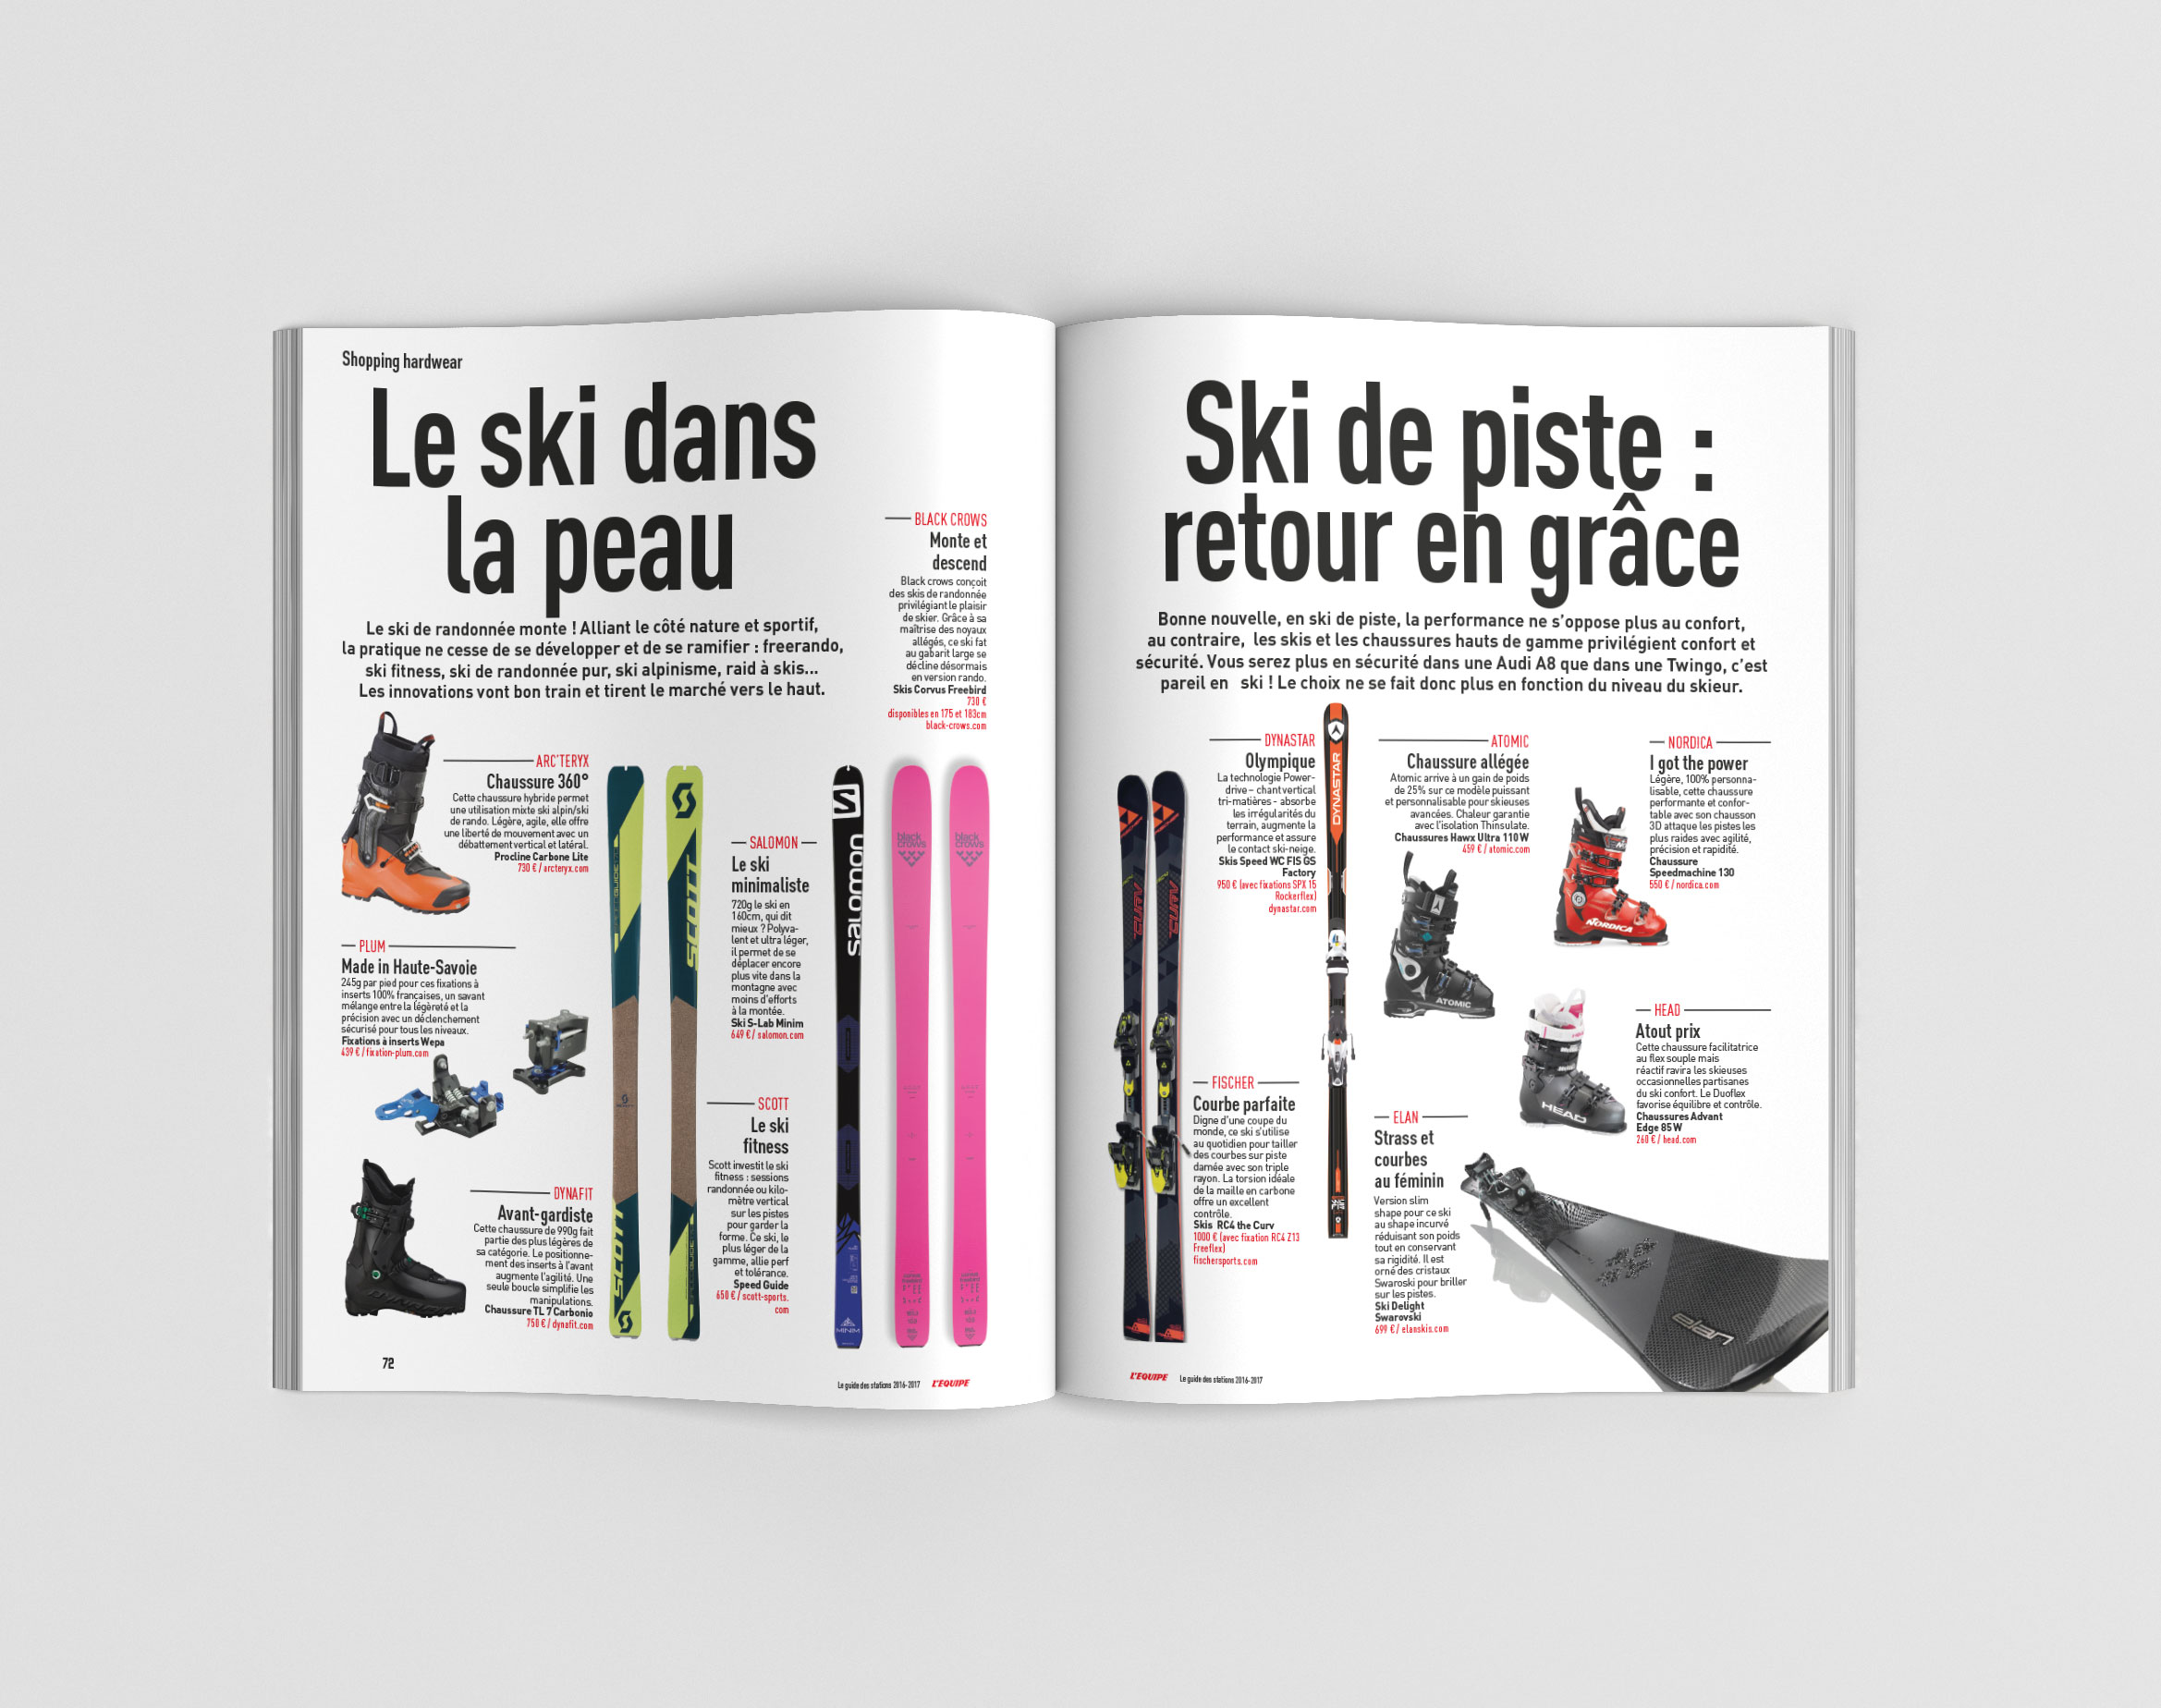 Shopping hardwear
Le ski dans
la peau
Le ski de randonnée monte ! Alliant le côté nature et sportif,
la pratique ne cesse de se développer et de se ramifier : freerando,
ski fitness, ski de randonnée pur, ski alpinisme, raid à skis...
Les innovations vont bon train et tirent le marché vers le haut.
BLACK CROWS
Monte et
descend
Black crows conçoit
des skis de randonnée
privilégiant le plaisir
de skier. Grâce à sa
maîtrise des noyaux
allégés, ce ski fat
au gabarit large se
décline désormais
en version rando.
Skis Corvus Freebird
730 €
disponibles en 175 et 183cm
black-crows.com
ARC'TERYX
Chaussure 360°
Cette chaussure hybride permet
une utilisation mixte ski alpin/ski
de rando. Légère, agile, elle offre
une liberté de mouvement avec un
débattement vertical et latéral.
Procline Carbone Lite
730 € / arcteryx.com
PLUM
Made in Haute-Savoie
245g par pied pour ces fixations à
inserts 100% françaises, un savant
mélange entre la légèreté et la
précision avec un déclenchement
sécurisé pour tous les niveaux.
Fixations à inserts Wepa
439 € / fixation-plum.com
DYNAFIT
Avant-gardiste
Cette chaussure de 990g fait
partie des plus légères de
sa catégorie. Le positionne-
ment des inserts à l'avant
augmente l'agilité. Une
seule boucle simplifie les
manipulations.
Chaussure TL 7 Carbonio
750 € / dynafit.com
SCOTT
SCOTT
SALOMON
Le ski
minimaliste
720g le ski en
160cm, qui dit
mieux ? Polyva-
lent et ultra léger,
il permet de se
déplacer encore
plus vite dans la
montagne avec
moins d'efforts
à la montée.
Ski S-Lab Minim
649 € / salomon.com
SCOTT
Le ski
fitness
Scott investit le ski
fitness : sessions
randonnée ou kilo-
mètre vertical
sur les pistes
pour garder la
forme. Ce ski, le
plus léger de la
gamme, allie perf
et tolérance.
Speed Guide
650 € / scott-sports.
com
salomon
MINIM
black
crows
black
crows
72
Le guide des stations 2016-2017 L'EQUIPE
Ski de piste :
retour en grâce
Bonne nouvelle, en ski de piste, la performance ne s'oppose plus au confort,
au contraire, les skis et les chaussures hauts de gamme privilégient confort et
sécurité. Vous serez plus en sécurité dans une Audi A8 que dans une Twingo, c'est
pareil en ski ! Le choix ne se fait donc plus en fonction du niveau du skieur.
DYNASTAR
Olympique
La technologie Power-
drive – chant vertical
tri-matières - absorbe
les irrégularités du
terrain, augmente la
performance et assure
le contact ski-neige.
Skis Speed WC FIS GS
Factory
950 € (avec fixations SPX 15
Rockerflex)
dynastar.com
DYNASTAR
CURV
CURV
ATOMIC
Chaussure allégée
Atomic arrive à un gain de poids
de 25% sur ce modèle puissant
et personnalisable pour skieuses
avancées. Chaleur garantie
avec l'isolation Thinsulate.
Chaussures Hawx Ultra 110W
459 € / atomic.com
ATOMIC
NORDICA
I got the power
Légère, 100% personna-
lisable, cette chaussure
performante et confor-
table avec son chausson
3D attaque les pistes les
plus raides avec agilité,
précision et rapidité.
Chaussure
Speedmachine 130
550 € / nordica.com
NORDICA
HEAD
Atout prix
Cette chaussure facilitatrice
au flex souple mais
réactif ravira les skieuses
occasionnelles partisanes
du ski confort. Le Duoflex
favorise équilibre et contrôle.
Chaussures Advant
Edge 85 W
260 € / head.com
HEAD
FISCHER
Courbe parfaite
Digne d'une coupe du
monde, ce ski s'utilise
au quotidien pour tailler
des courbes sur piste
damée avec son triple
rayon. La torsion idéale
de la maille en carbone
offre un excellent
contrôle.
Skis RC4 the Curv
1000 € (avec fixation RC4 Z13
Freeflex)
fischersports.com
ELAN
Strass et
courbes
au féminin
Version slim
shape pour ce ski
au shape incurvé
réduisant son poids
tout en conservant
sa rigidité. Il est
orné des cristaux
Swaroski pour briller
sur les pistes.
Ski Delight
Swarovski
699 € / elanskis.com
elan
L'EQUIPE Le guide des stations 2016-2017